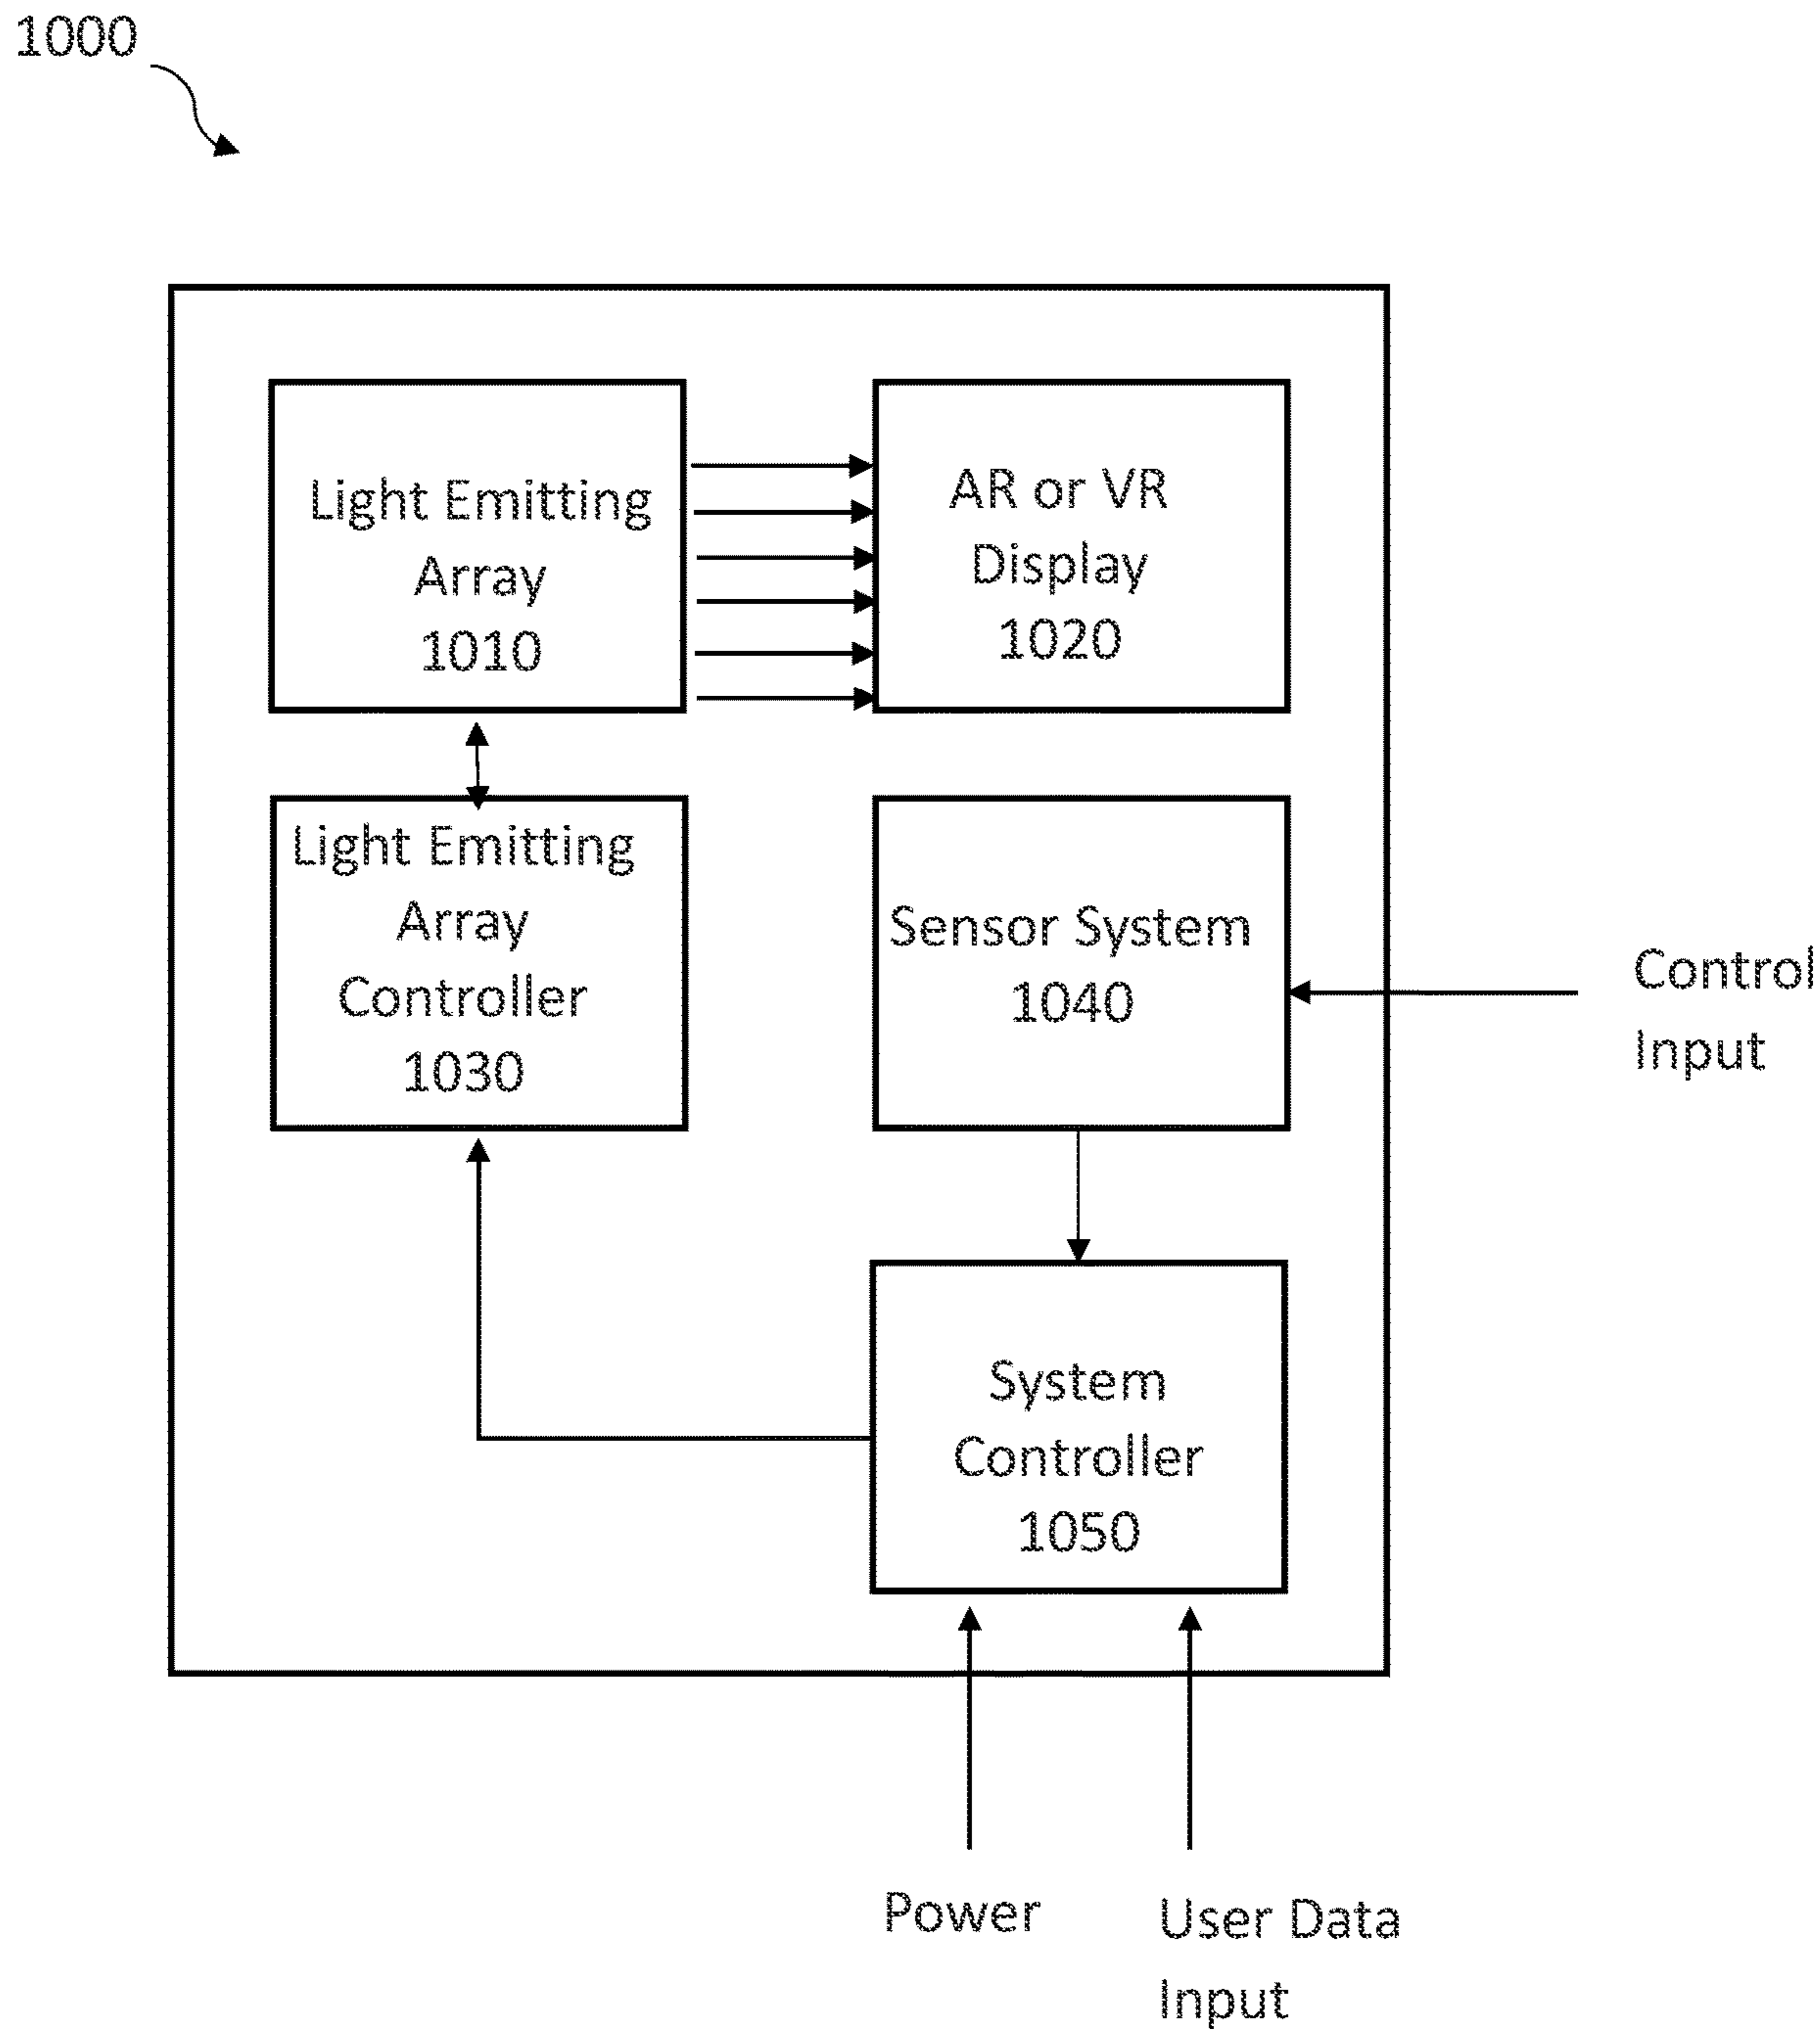 1000
Light Emitting
Array
1010
AR or VR
Display
1020
Light Emitting
Array
Controller
1030
Sensor System
1040
Control
Input
System
Controller
1050
Power
User Data
Input